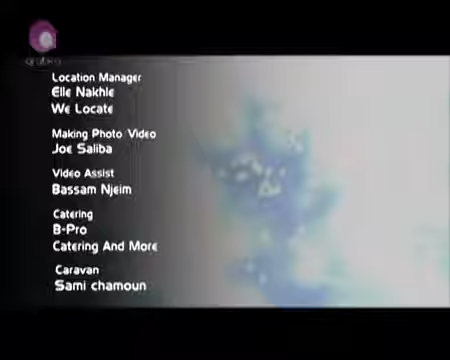 Location Manager
Elle Nakhle
We Locate
Making Photo Video
Joe Saliba
Video Assist
Bassam Njeim
Catering
B-Pro
Catering And More
Caravan
Sami chamoun